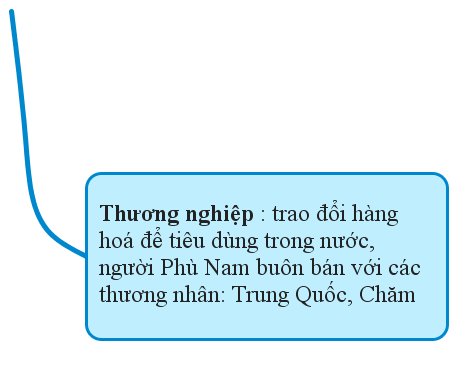 Thương nghiệp : trao đổi hàng
hoá để tiêu dùng trong nước,
người Phù Nam buôn bán với các
thương nhân: Trung Quốc, Chăm